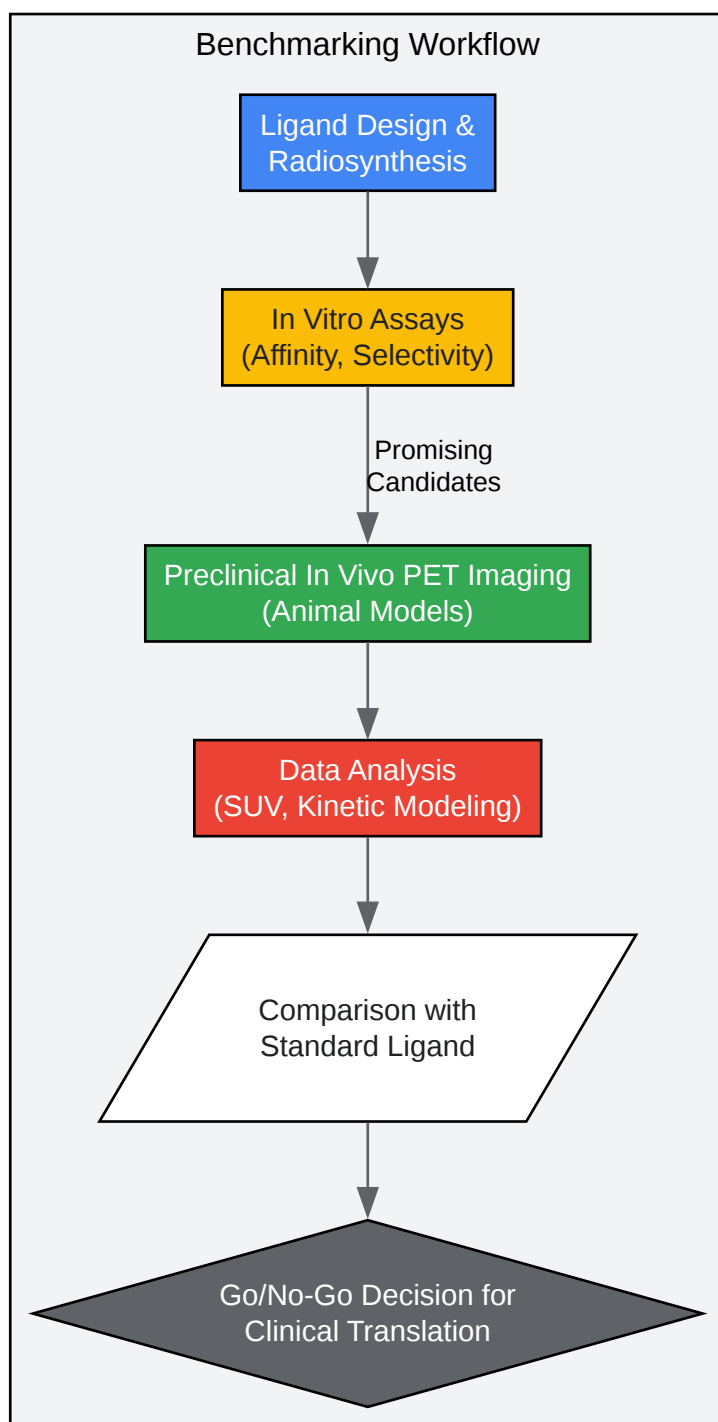 Benchmarking Workflow
Ligand Design &
Radiosynthesis
In Vitro Assays
(Affinity, Selectivity)
Promising
Candidates
Preclinical In Vivo PET Imaging
(Animal Models)
Data Analysis
(SUV, Kinetic Modeling)
Comparison with
Standard Ligand
Go/No-Go Decision for
Clinical Translation